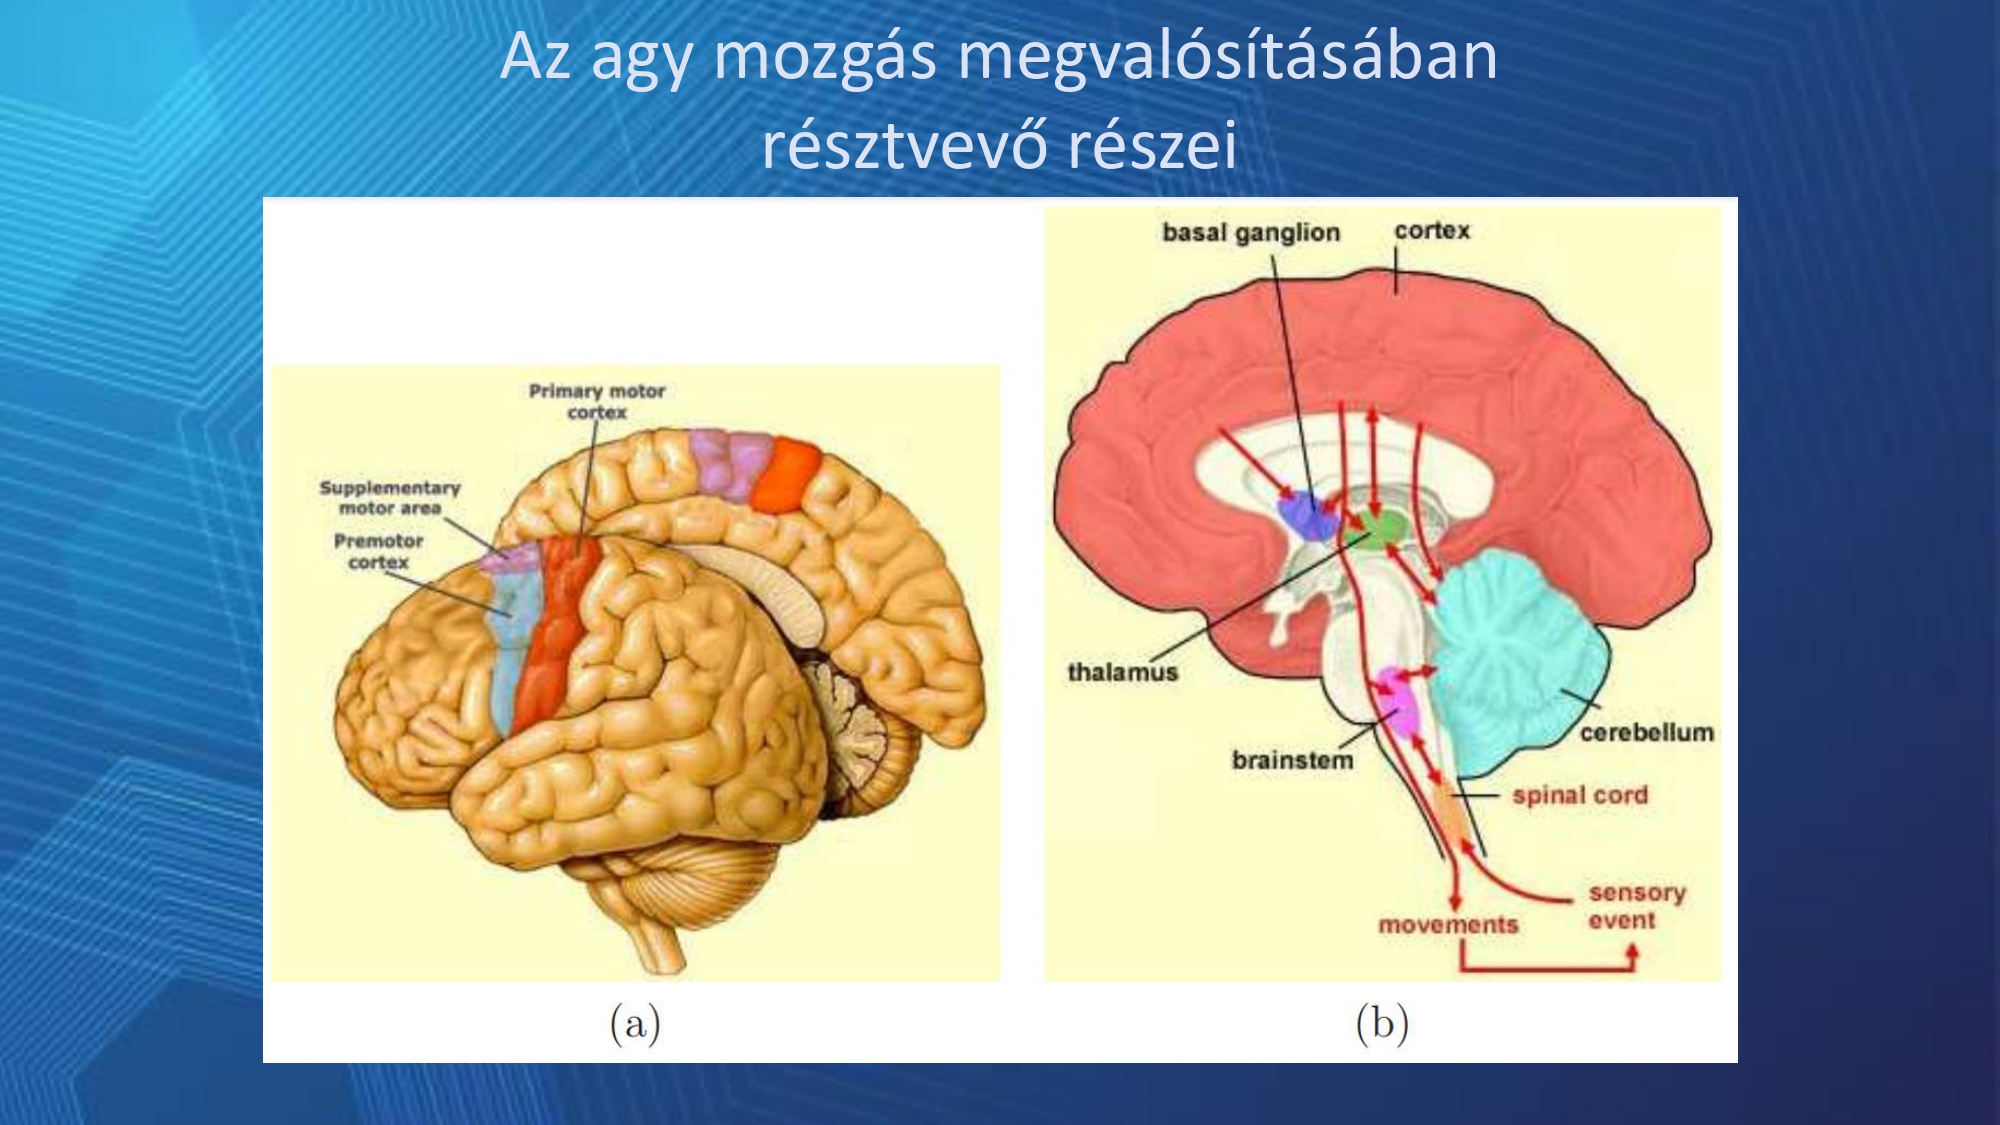 Az agy mozgás megvalósításában
résztvevő részei
Primary motor
cortex
Supplementary
motor area
Premotor
cortex
(a)
basal ganglion
cortex
thalamus
brainstem
cerebellum
spinal cord
sensory
event
movements
(b)